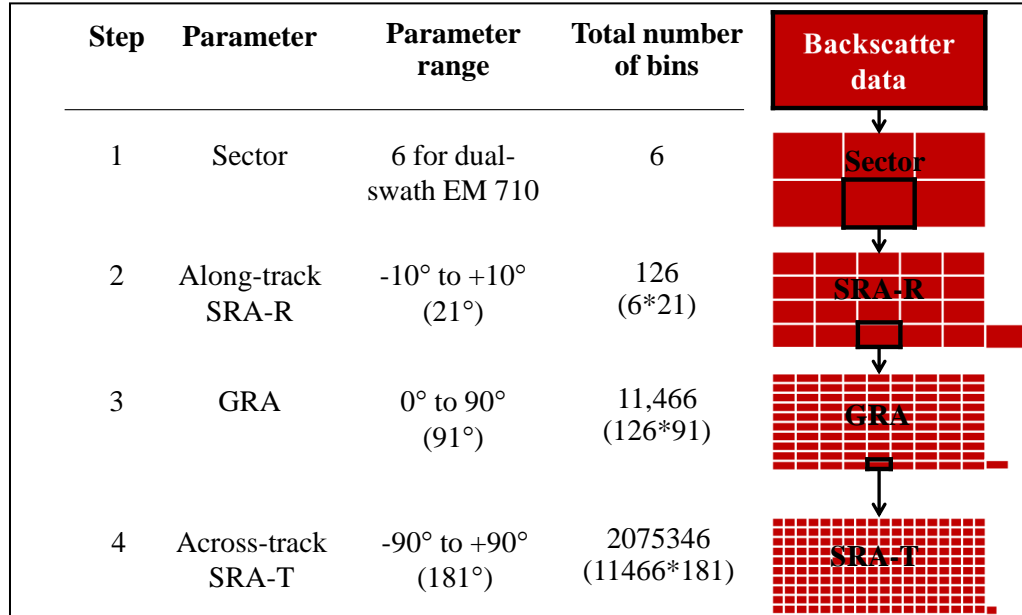 Step Parameter Parameter range Total number of bins
Backscatter
data
1 Sector 6 for dual-
swath EM 710 6
Sector
2 Along-track
SRA-R -10° to +10°
(21°) 126
(6*21)
SRA-R
3 GRA 0° to 90°
(91°) 11,466
(126*91)
GRA
4 Across-track
SRA-T -90° to +90°
(181°) 2075346
(11466*181)
SRA-T